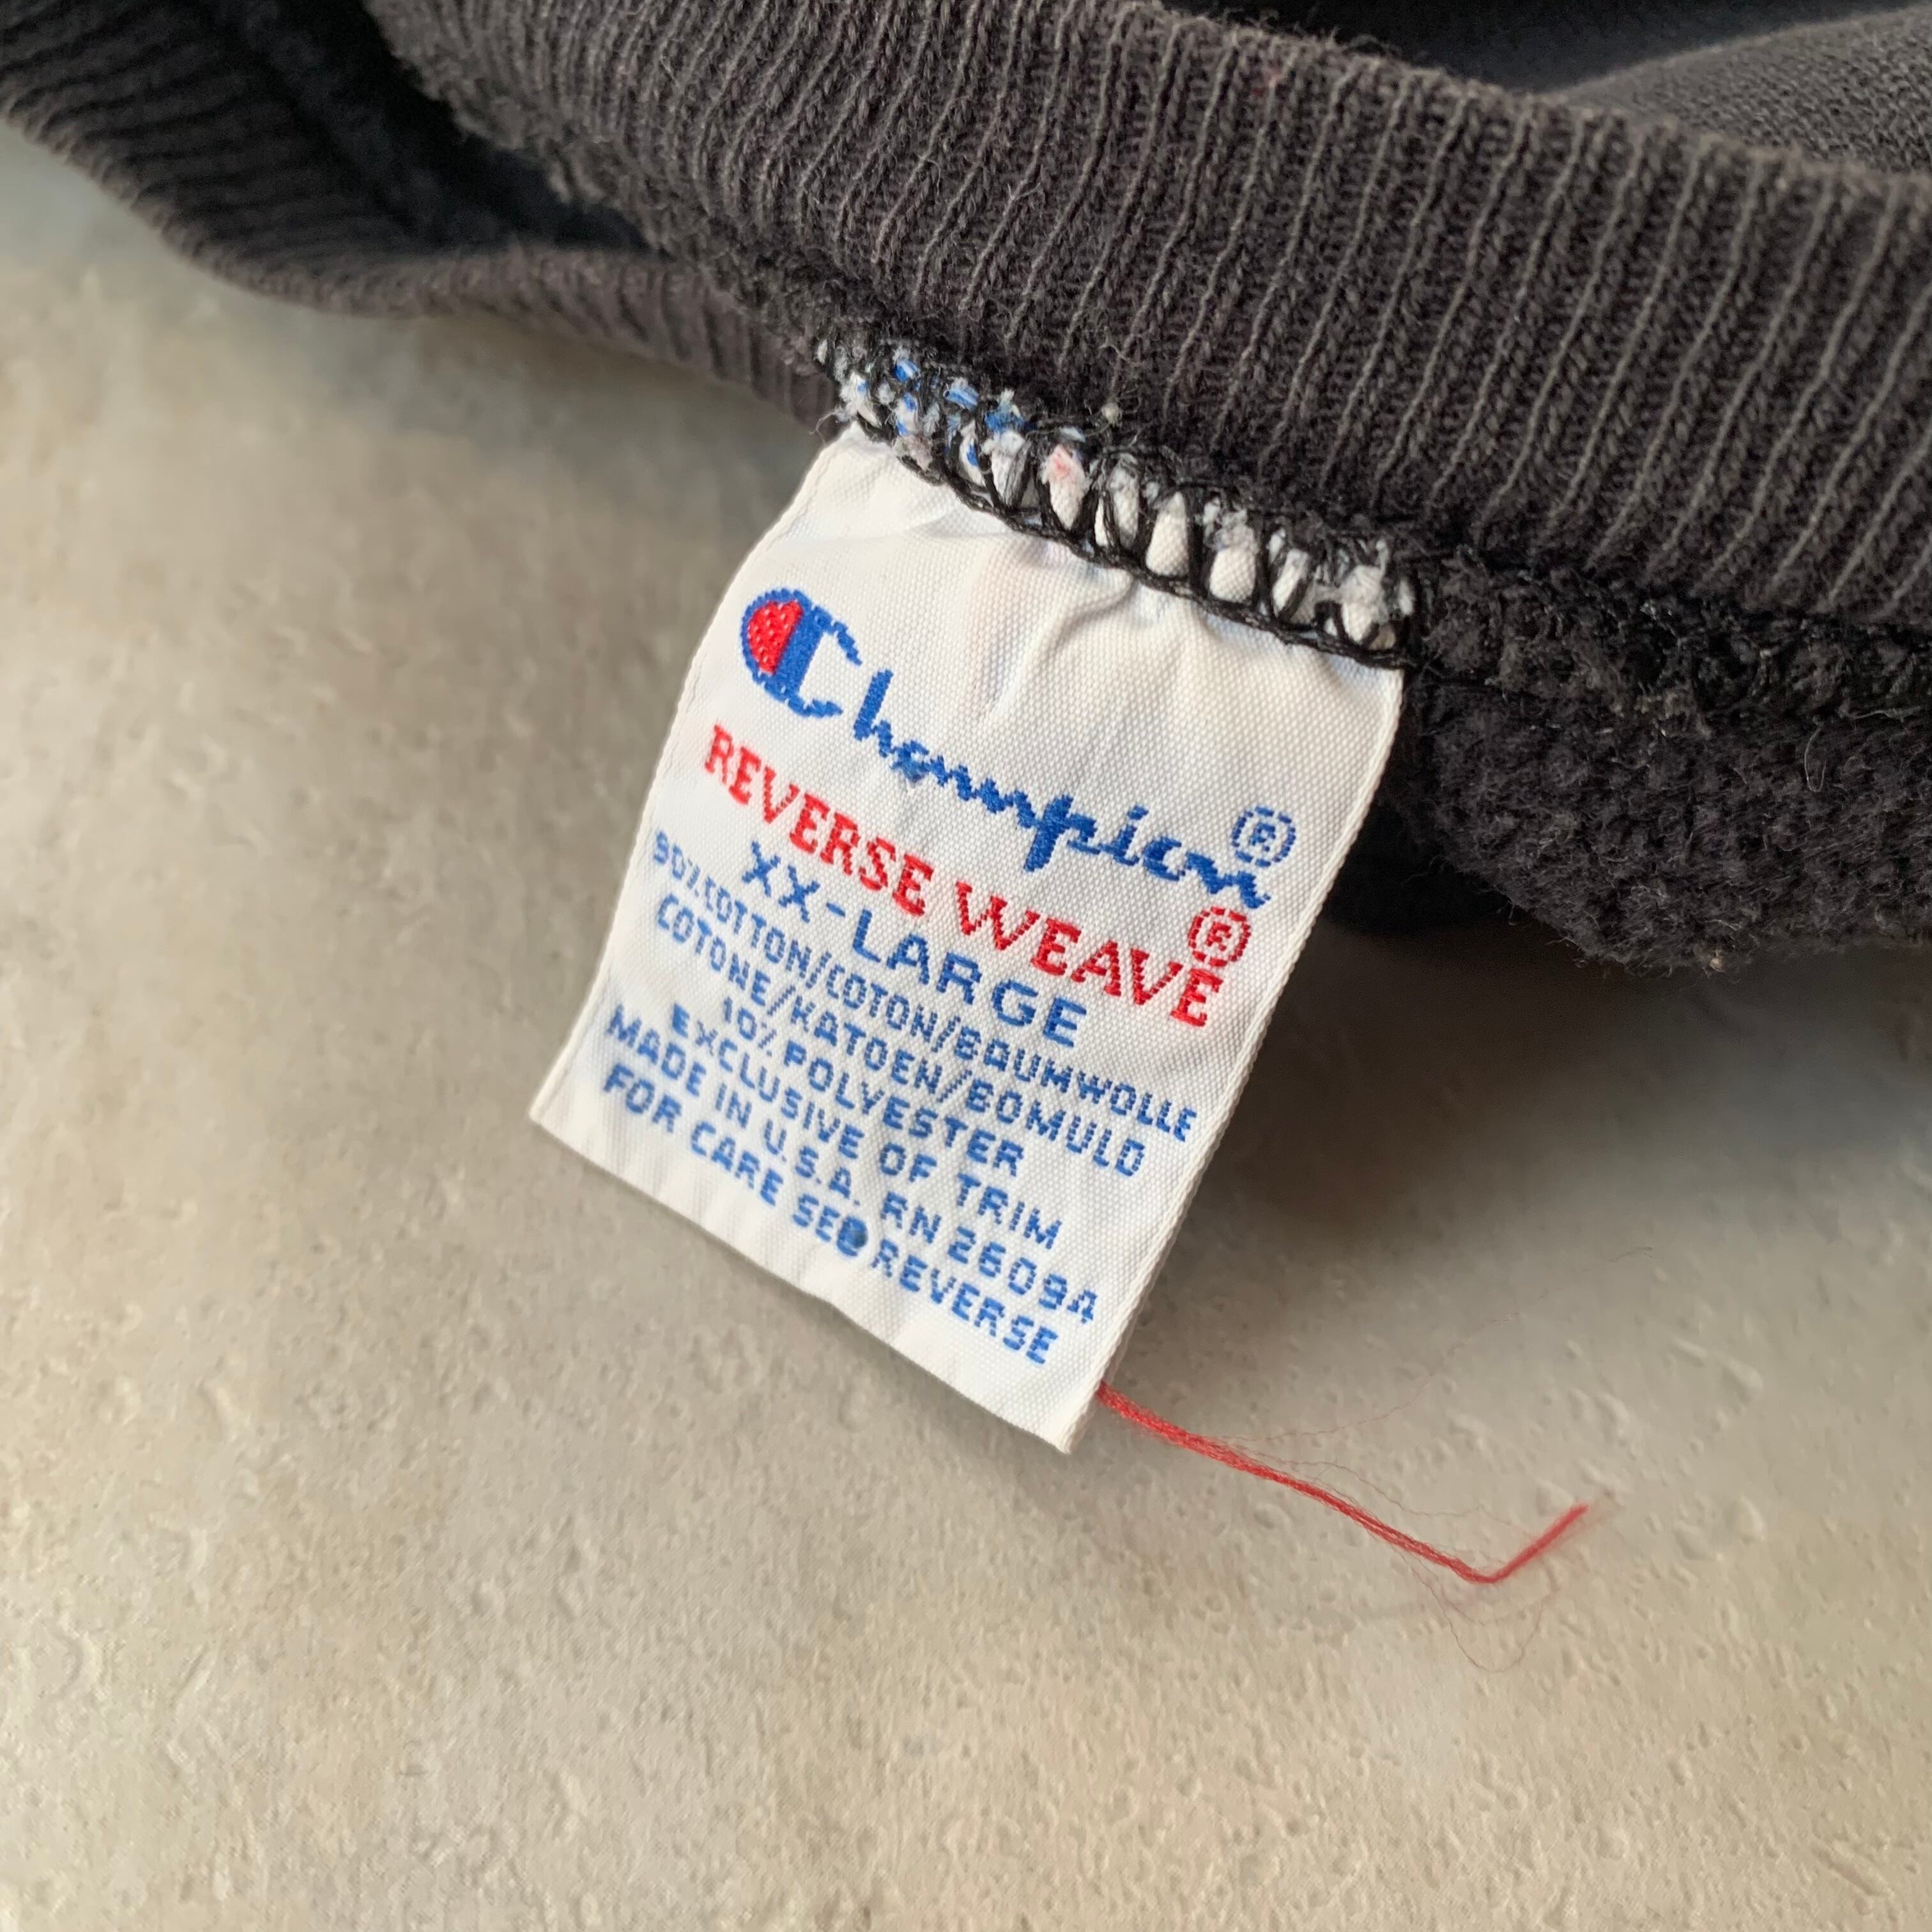 Champion®
REVERSE WEAVE®
XX-LARGE
90% COTTON/COTON/BAUMWOLLE
COTONE/KATOEN/BOMULD
10% POLYESTER
EXCLUSIVE OF TRIM
MADE IN U.S.A. RN 26094
FOR CARE SEE REVERSE